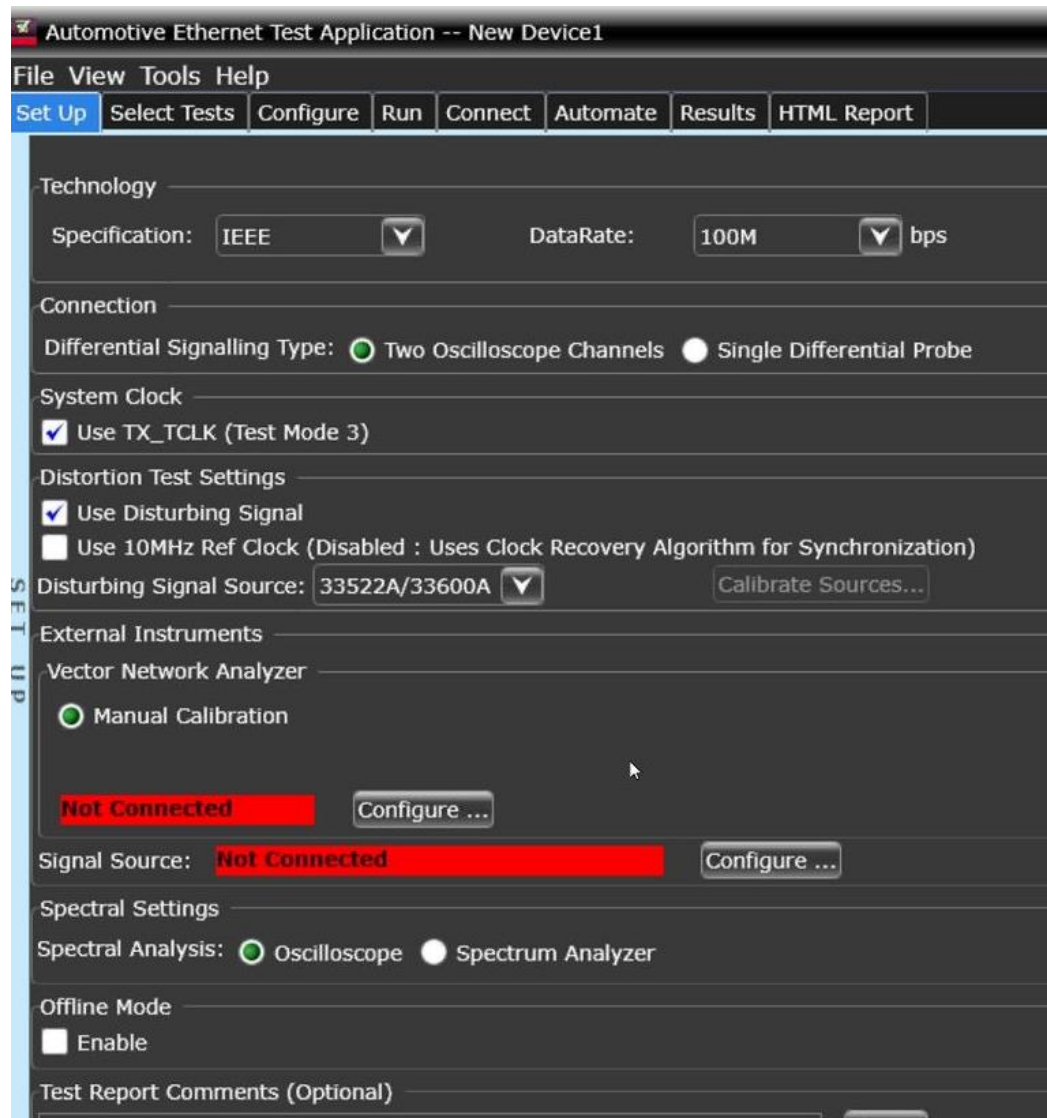 Automotive Ethernet Test Application -- New Device1
File View Tools Help
Set Up Select Tests Configure Run Connect Automate Results HTML Report
Technology
Specification: IEEE DataRate: 100M bps
Connection
Differential Signalling Type: Two Oscilloscope Channels Single Differential Probe
System Clock
Use TX_TCLK (Test Mode 3)
Distortion Test Settings
Use Disturbing Signal
Use 10MHz Ref Clock (Disabled : Uses Clock Recovery Algorithm for Synchronization)
Disturbing Signal Source: 33522A/33600A Calibrate Sources...
SET UP
External Instruments
Vector Network Analyzer
Manual Calibration
Not Connected Configure ...
Signal Source: Not Connected Configure ...
Spectral Settings
Spectral Analysis: Oscilloscope Spectrum Analyzer
Offline Mode
Enable
Test Report Comments (Optional)